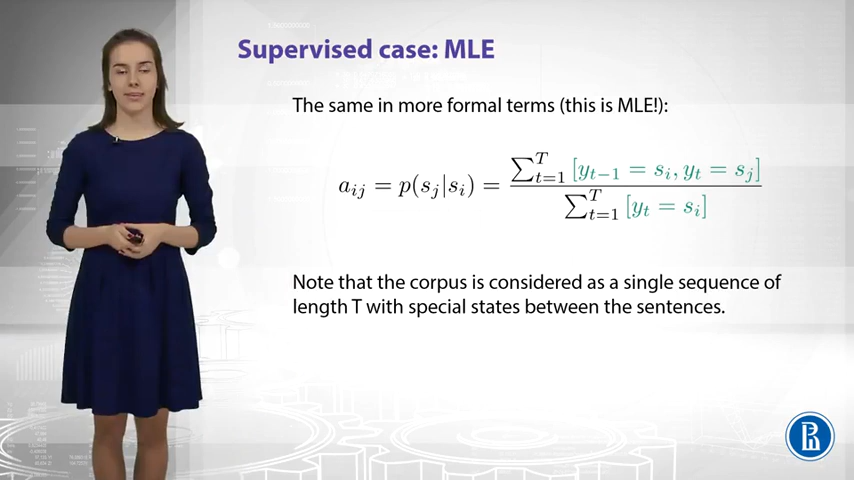 Supervised case: MLE
The same in more formal terms (this is MLE!):
a_{ij} = p(s_j|s_i) = \frac{\sum_{t=1}^{T} [y_{t-1} = s_i, y_t = s_j]}{\sum_{t=1}^{T} [y_t = s_i]}
Note that the corpus is considered as a single sequence of
length T with special states between the sentences.